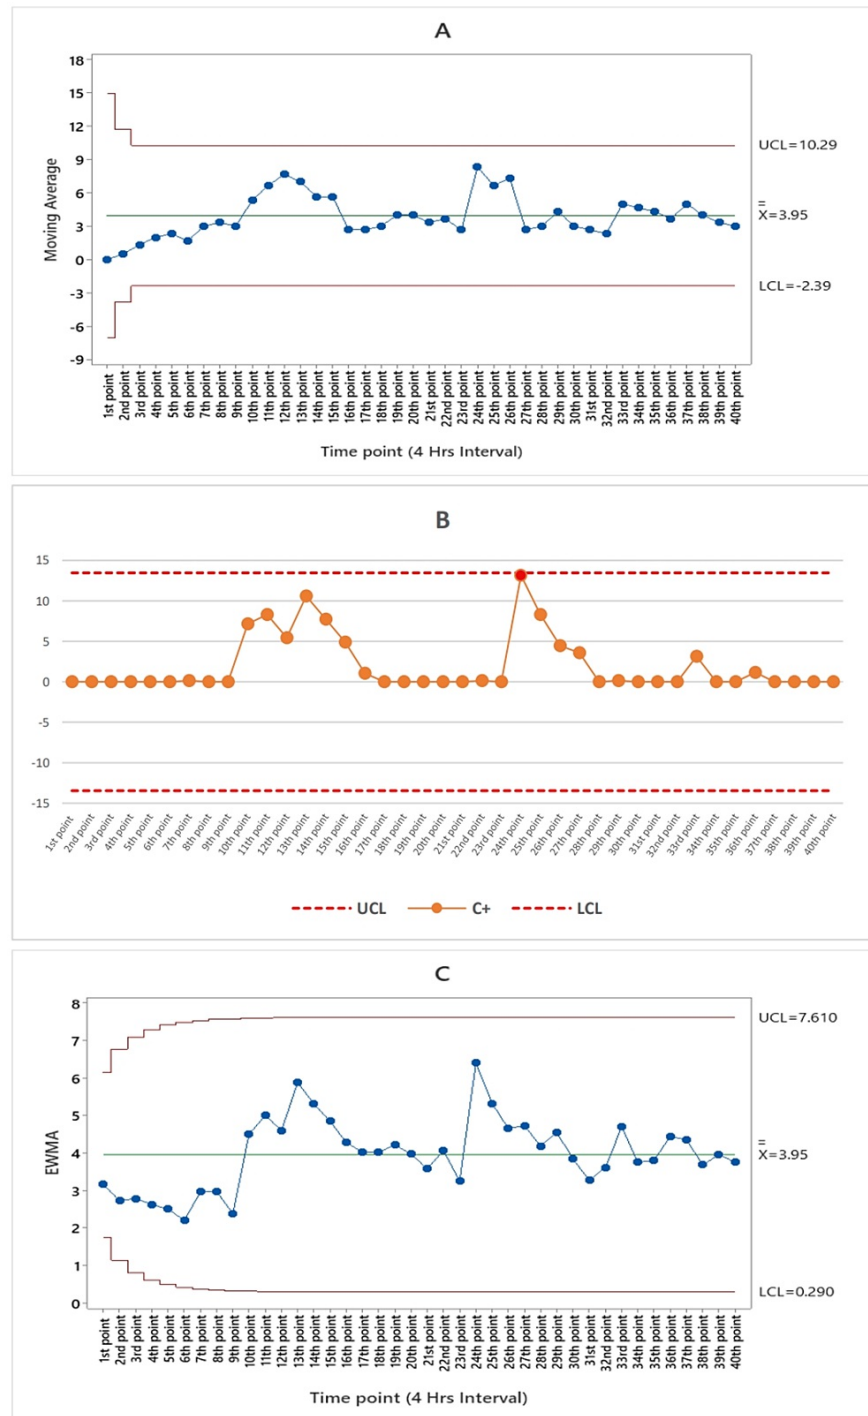 A
18
15
12
9
6
3
0
-3
-6
-9
Moving Average
UCL=10.29
X=3.95
LCL=-2.39
1st point
2nd point
3rd point
4th point
5th point
6th point
7th point
8th point
9th point
10th point
11th point
12th point
13th point
14th point
15th point
16th point
17th point
18th point
19th point
20th point
21st point
22nd point
23rd point
24th point
25th point
26th point
27th point
28th point
29th point
30th point
31st point
32nd point
33rd point
34th point
35th point
36th point
37th point
38th point
39th point
40th point
Time point (4 Hrs Interval)
B
15
10
5
0
-5
-10
-15
1st point
2nd point
3rd point
4th point
5th point
6th point
7th point
8th point
9th point
10th point
11th point
12th point
13th point
14th point
15th point
16th point
17th point
18th point
19th point
20th point
21st point
22nd point
23rd point
24th point
25th point
26th point
27th point
28th point
29th point
30th point
31st point
32nd point
33rd point
34th point
35th point
36th point
37th point
38th point
39th point
40th point
UCL C+ LCL
C
8
7
6
5
4
3
2
1
0
EWMA
UCL=7.610
X=3.95
LCL=0.290
1st point
2nd point
3rd point
4th point
5th point
6th point
7th point
8th point
9th point
10th point
11th point
12th point
13th point
14th point
15th point
16th point
17th point
18th point
19th point
20th point
21st point
22nd point
23rd point
24th point
25th point
26th point
27th point
28th point
29th point
30th point
31st point
32nd point
33rd point
34th point
35th point
36th point
37th point
38th point
39th point
40th point
Time point (4 Hrs Interval)